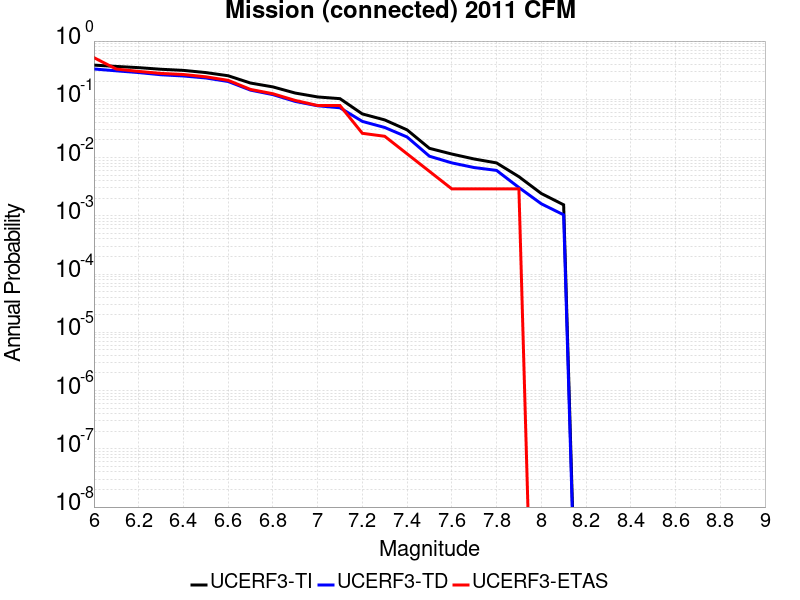 Mission (connected) 2011 CFM
10^0
10^-1
10^-2
10^-3
10^-4
10^-5
10^-6
10^-7
10^-8
Annual Probability
6 6.2 6.4 6.6 6.8 7 7.2 7.4 7.6 7.8 8 8.2 8.4 8.6 8.8 9
Magnitude
UCERF3-TI UCERF3-TD UCERF3-ETAS